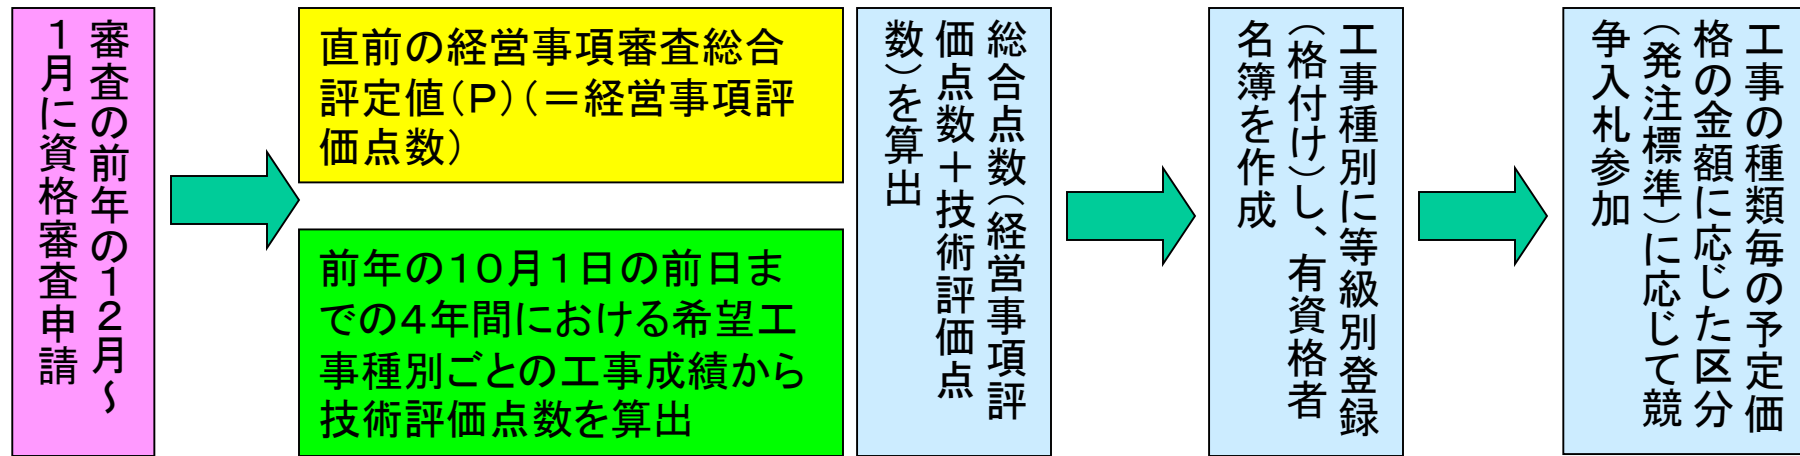 審査の前年の１２月～
１月に資格審査申請
直前の経営事項審査総合
評定値（Ｐ）（＝経営事項評
価点数）
前年の１０月１日の前日ま
での４年間における希望工
事種別ごとの工事成績から
技術評価点数を算出
総合点数（経営事項評
価点数＋技術評価点
数）を算出
工事種別に等級別登録
（格付け）し、有資格者
名簿を作成
工事の種類毎の予定価
格の金額に応じた区分
（発注標準）に応じて競
争入札参加